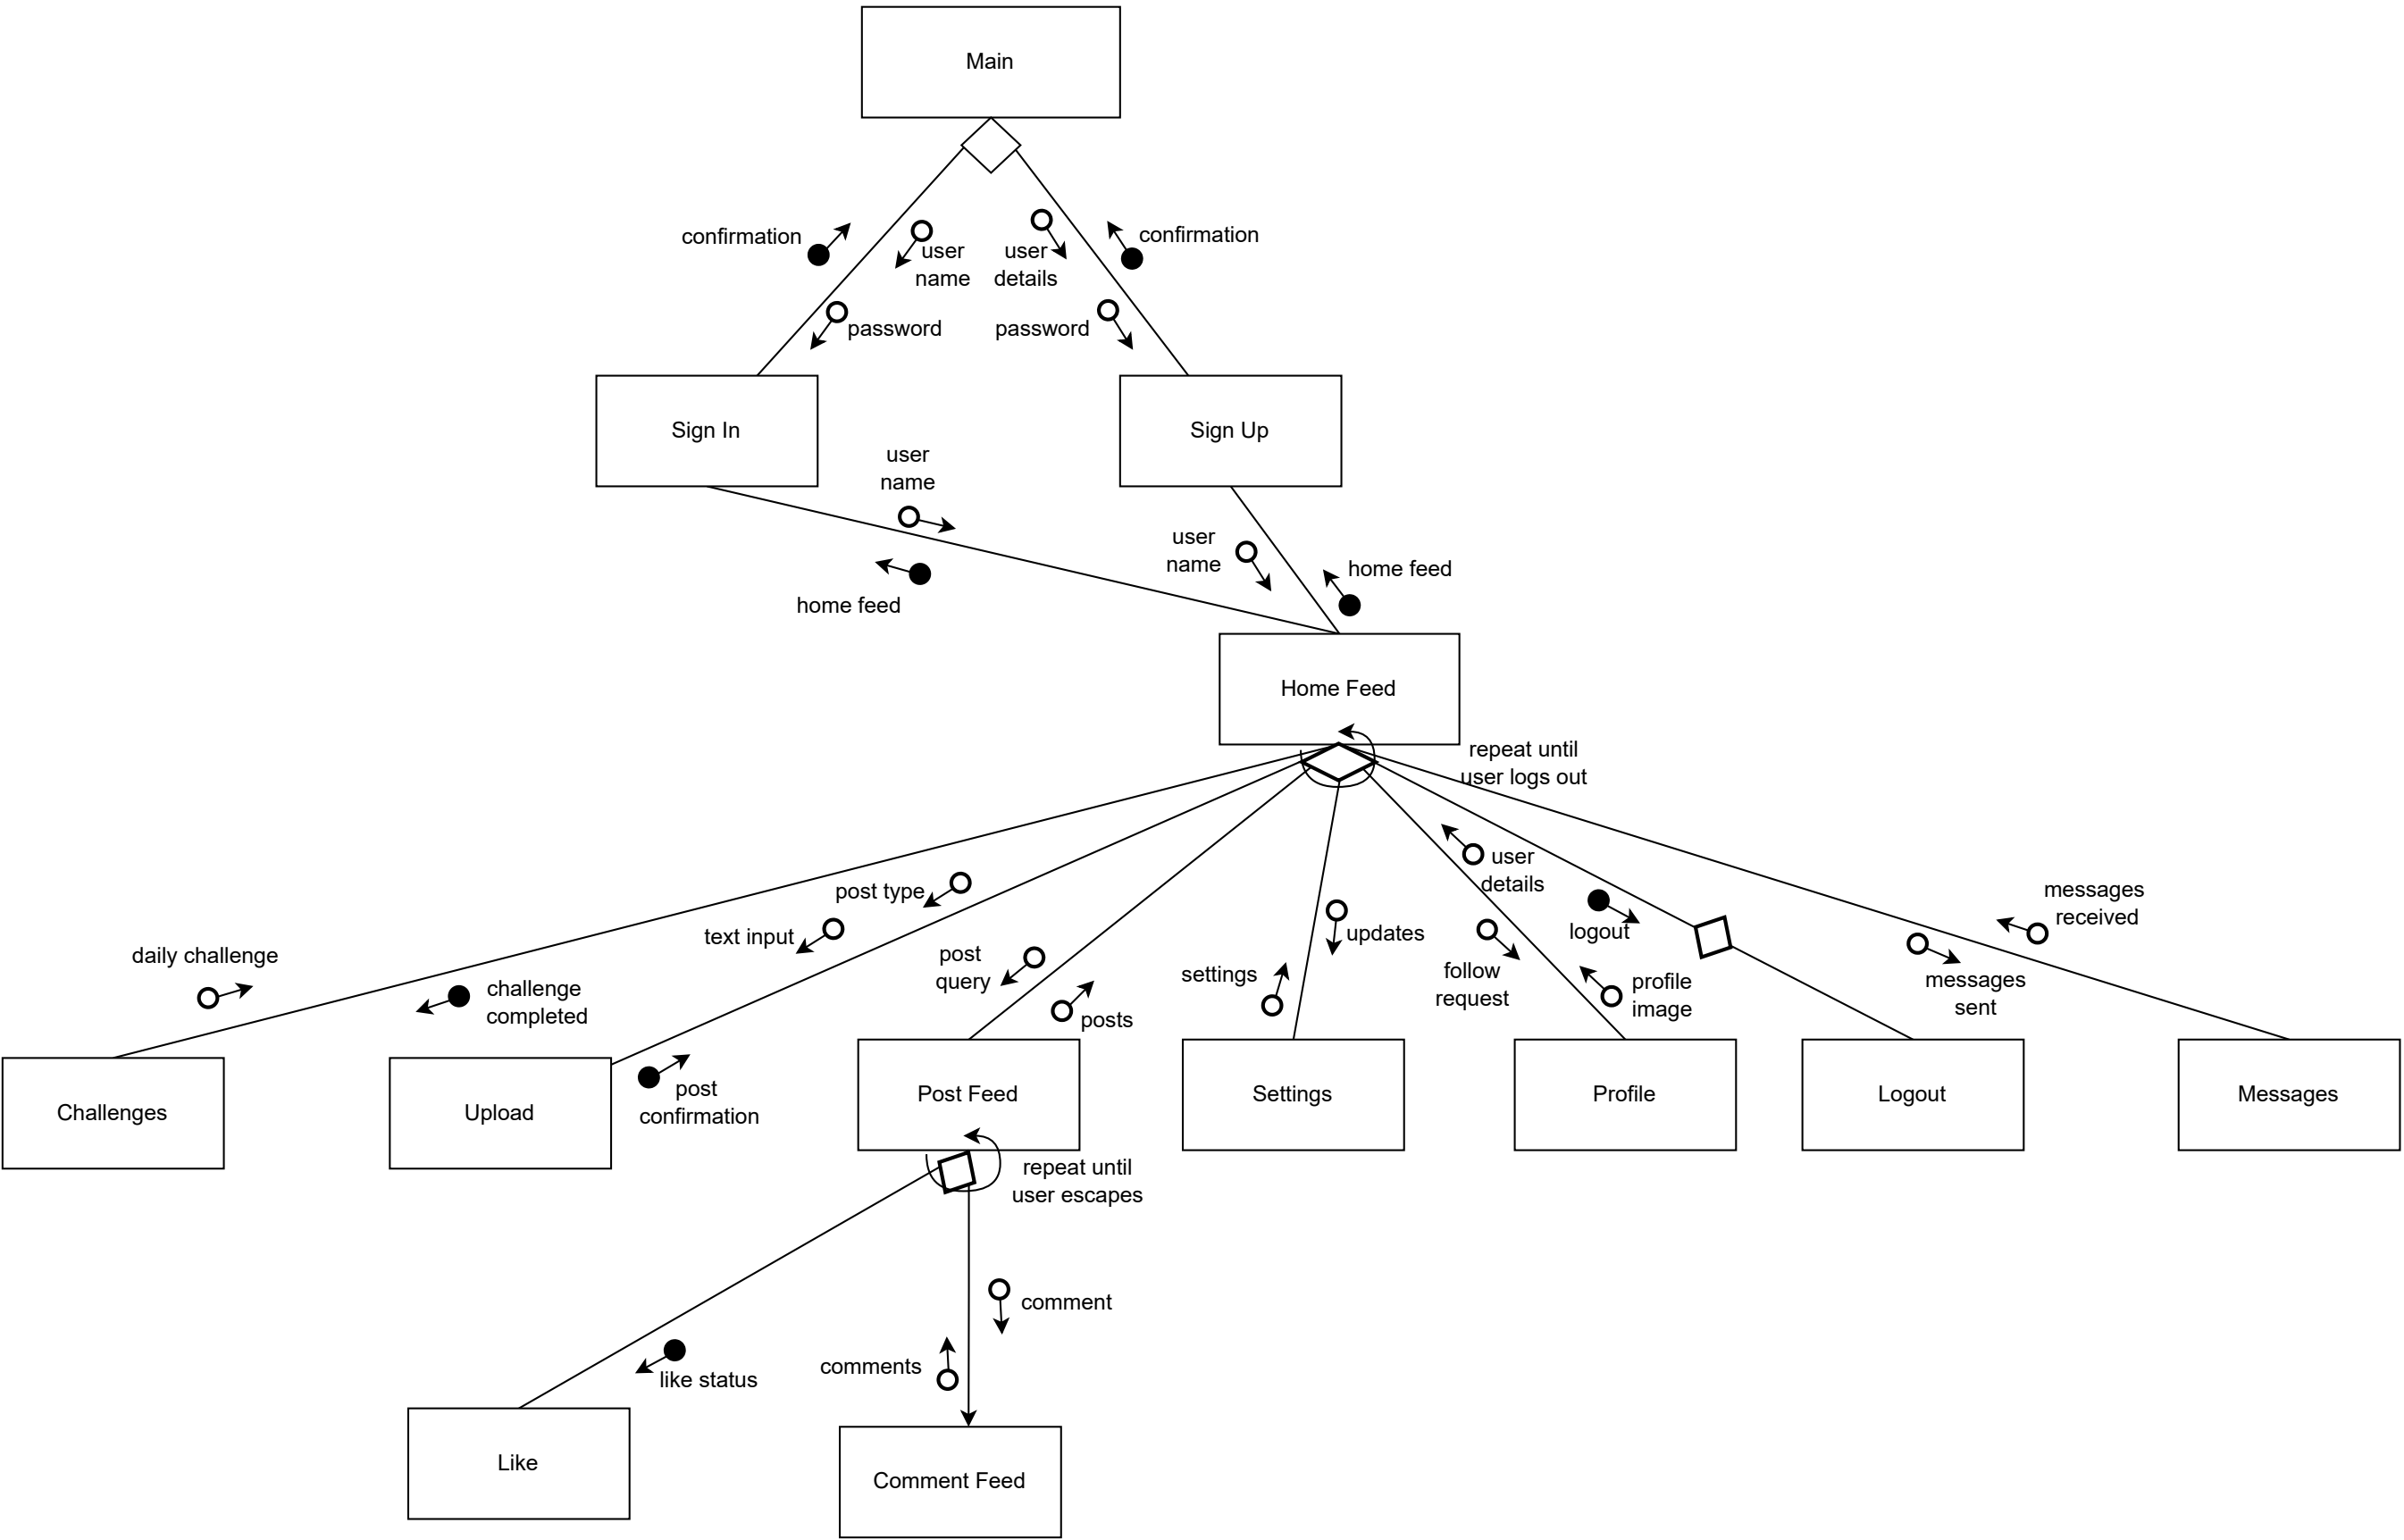 Main
confirmation
user
name
user
details
confirmation
password
password
Sign In
Sign Up
user
name
user
name
home feed
home feed
Home Feed
repeat until
user logs out
post type
text input
daily challenge
challenge
completed
post
query
posts
settings
updates
user
details
follow
request
profile
image
logout
messages
received
messages
sent
Challenges
Upload
post
confirmation
Post Feed
Settings
Profile
Logout
Messages
repeat until
user escapes
comment
comments
like status
Like
Comment Feed